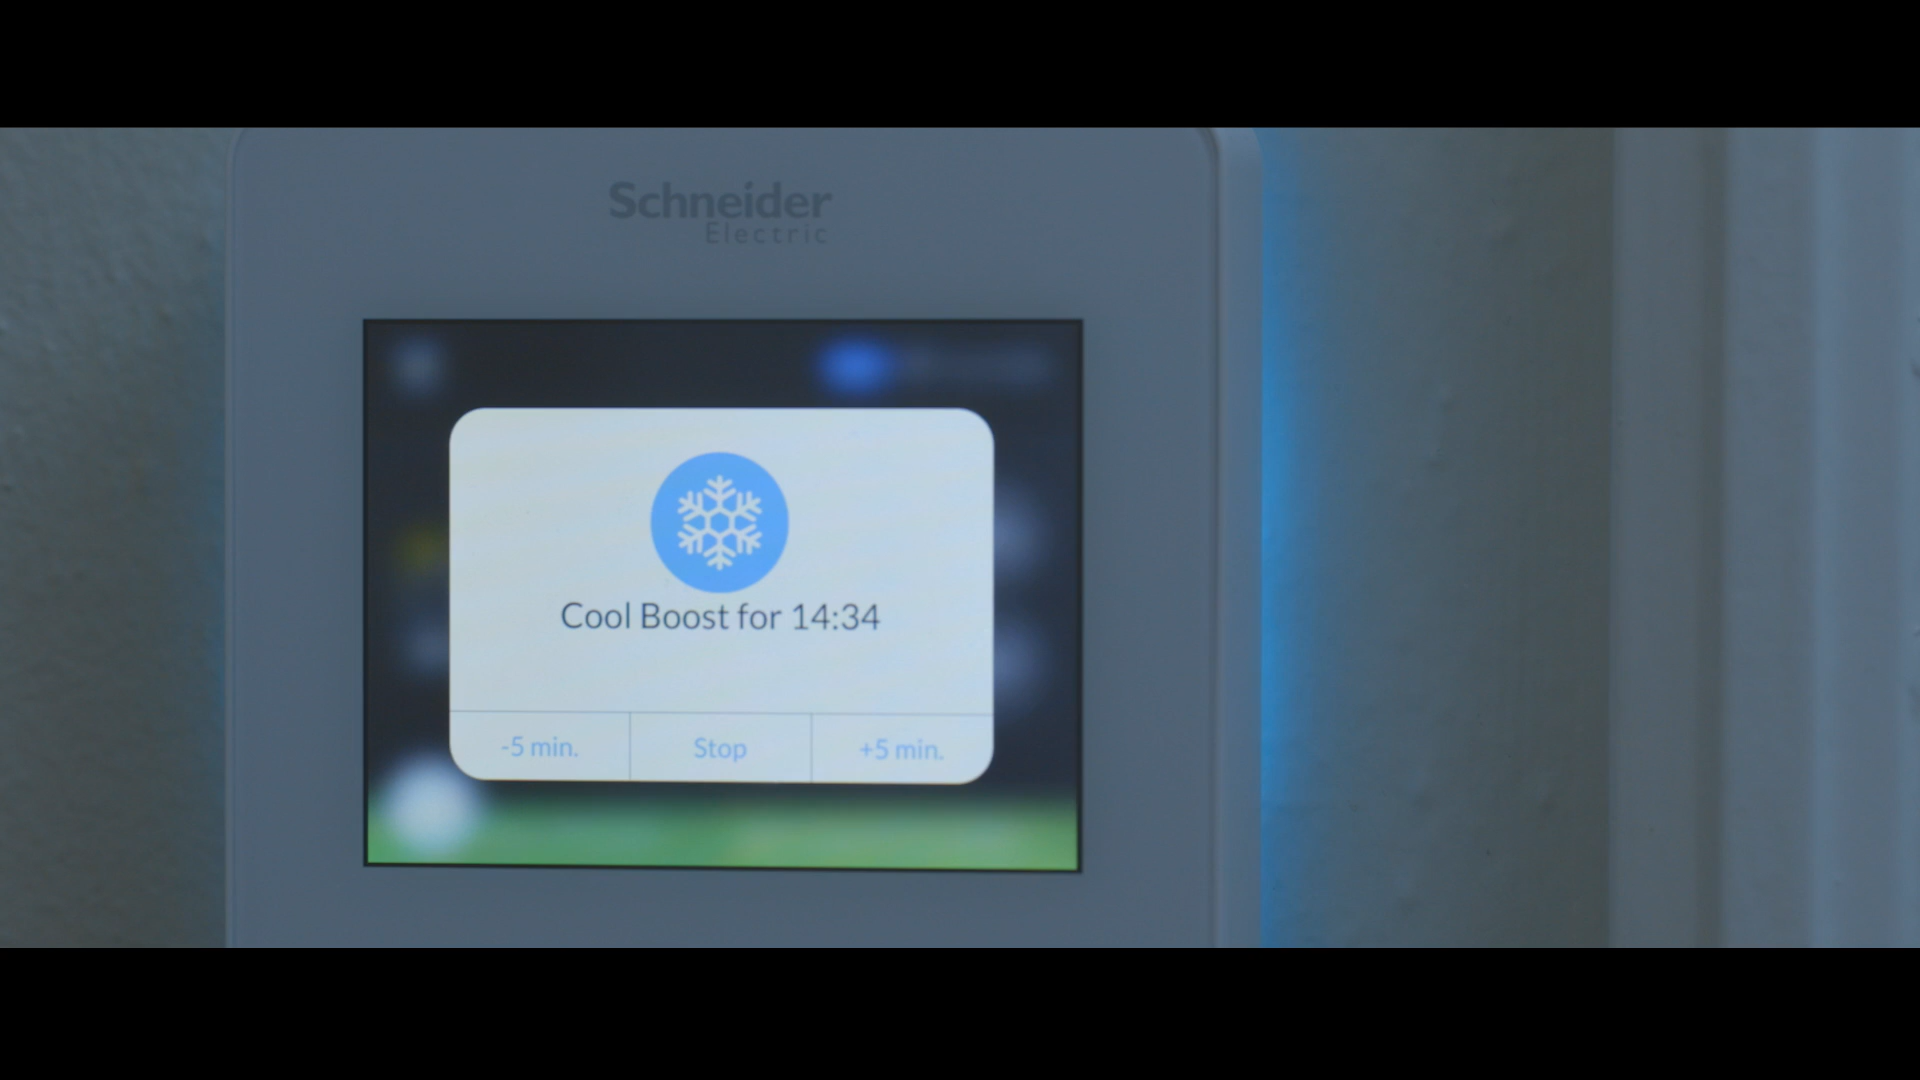 Schneider
Electric
Cool Boost for 14:34
-5 min.
Stop
+5 min.